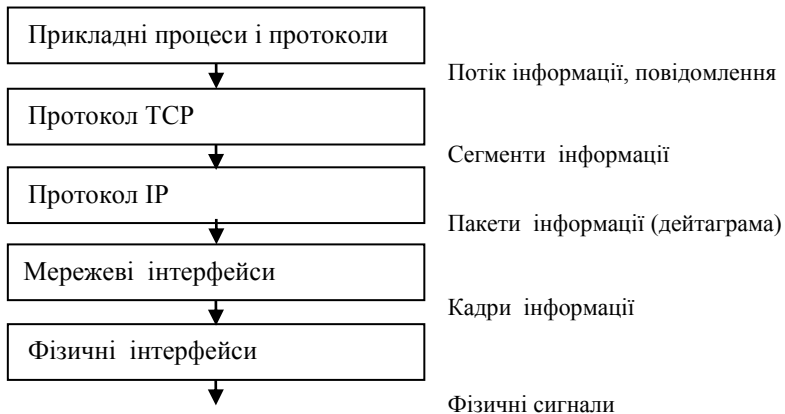 Прикладні процеси і протоколи
Потік інформації, повідомлення
Протокол TCP
Сегменти інформації
Протокол IP
Пакети інформації (дейтаграма)
Мережеві інтерфейси
Кадри інформації
Фізичні інтерфейси
Фізичні сигнали